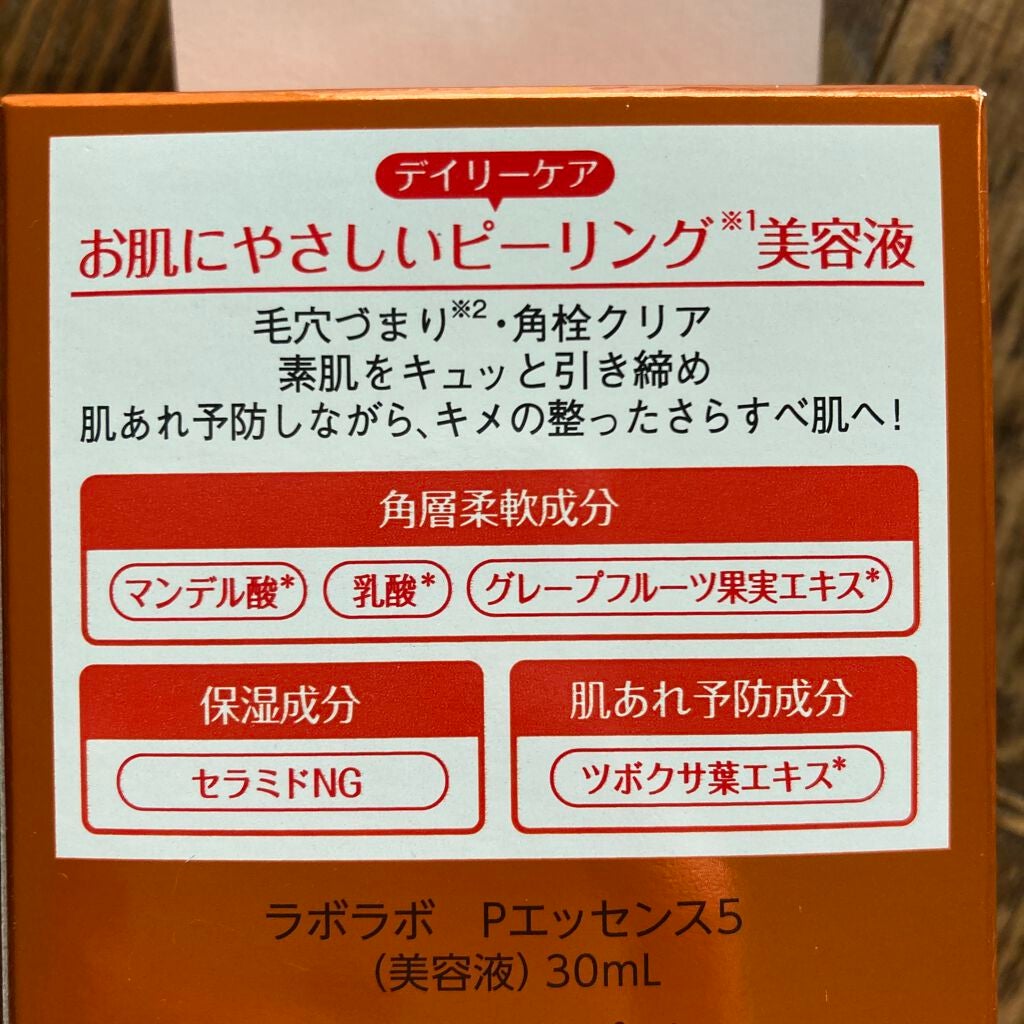 デイリーケア
お肌にやさしいピーリング※1美容液
毛穴づまり※2・角栓クリア
素肌をキュッと引き締め
肌あれ予防しながら、キメの整ったさらすべ肌へ!
角層柔軟成分
マンデル酸* 乳酸* グレープフルーツ果実エキス*
保湿成分 肌あれ予防成分
セラミドNG ツボクサ葉エキス*
ラボラボ Pエッセンス5
(美容液) 30mL